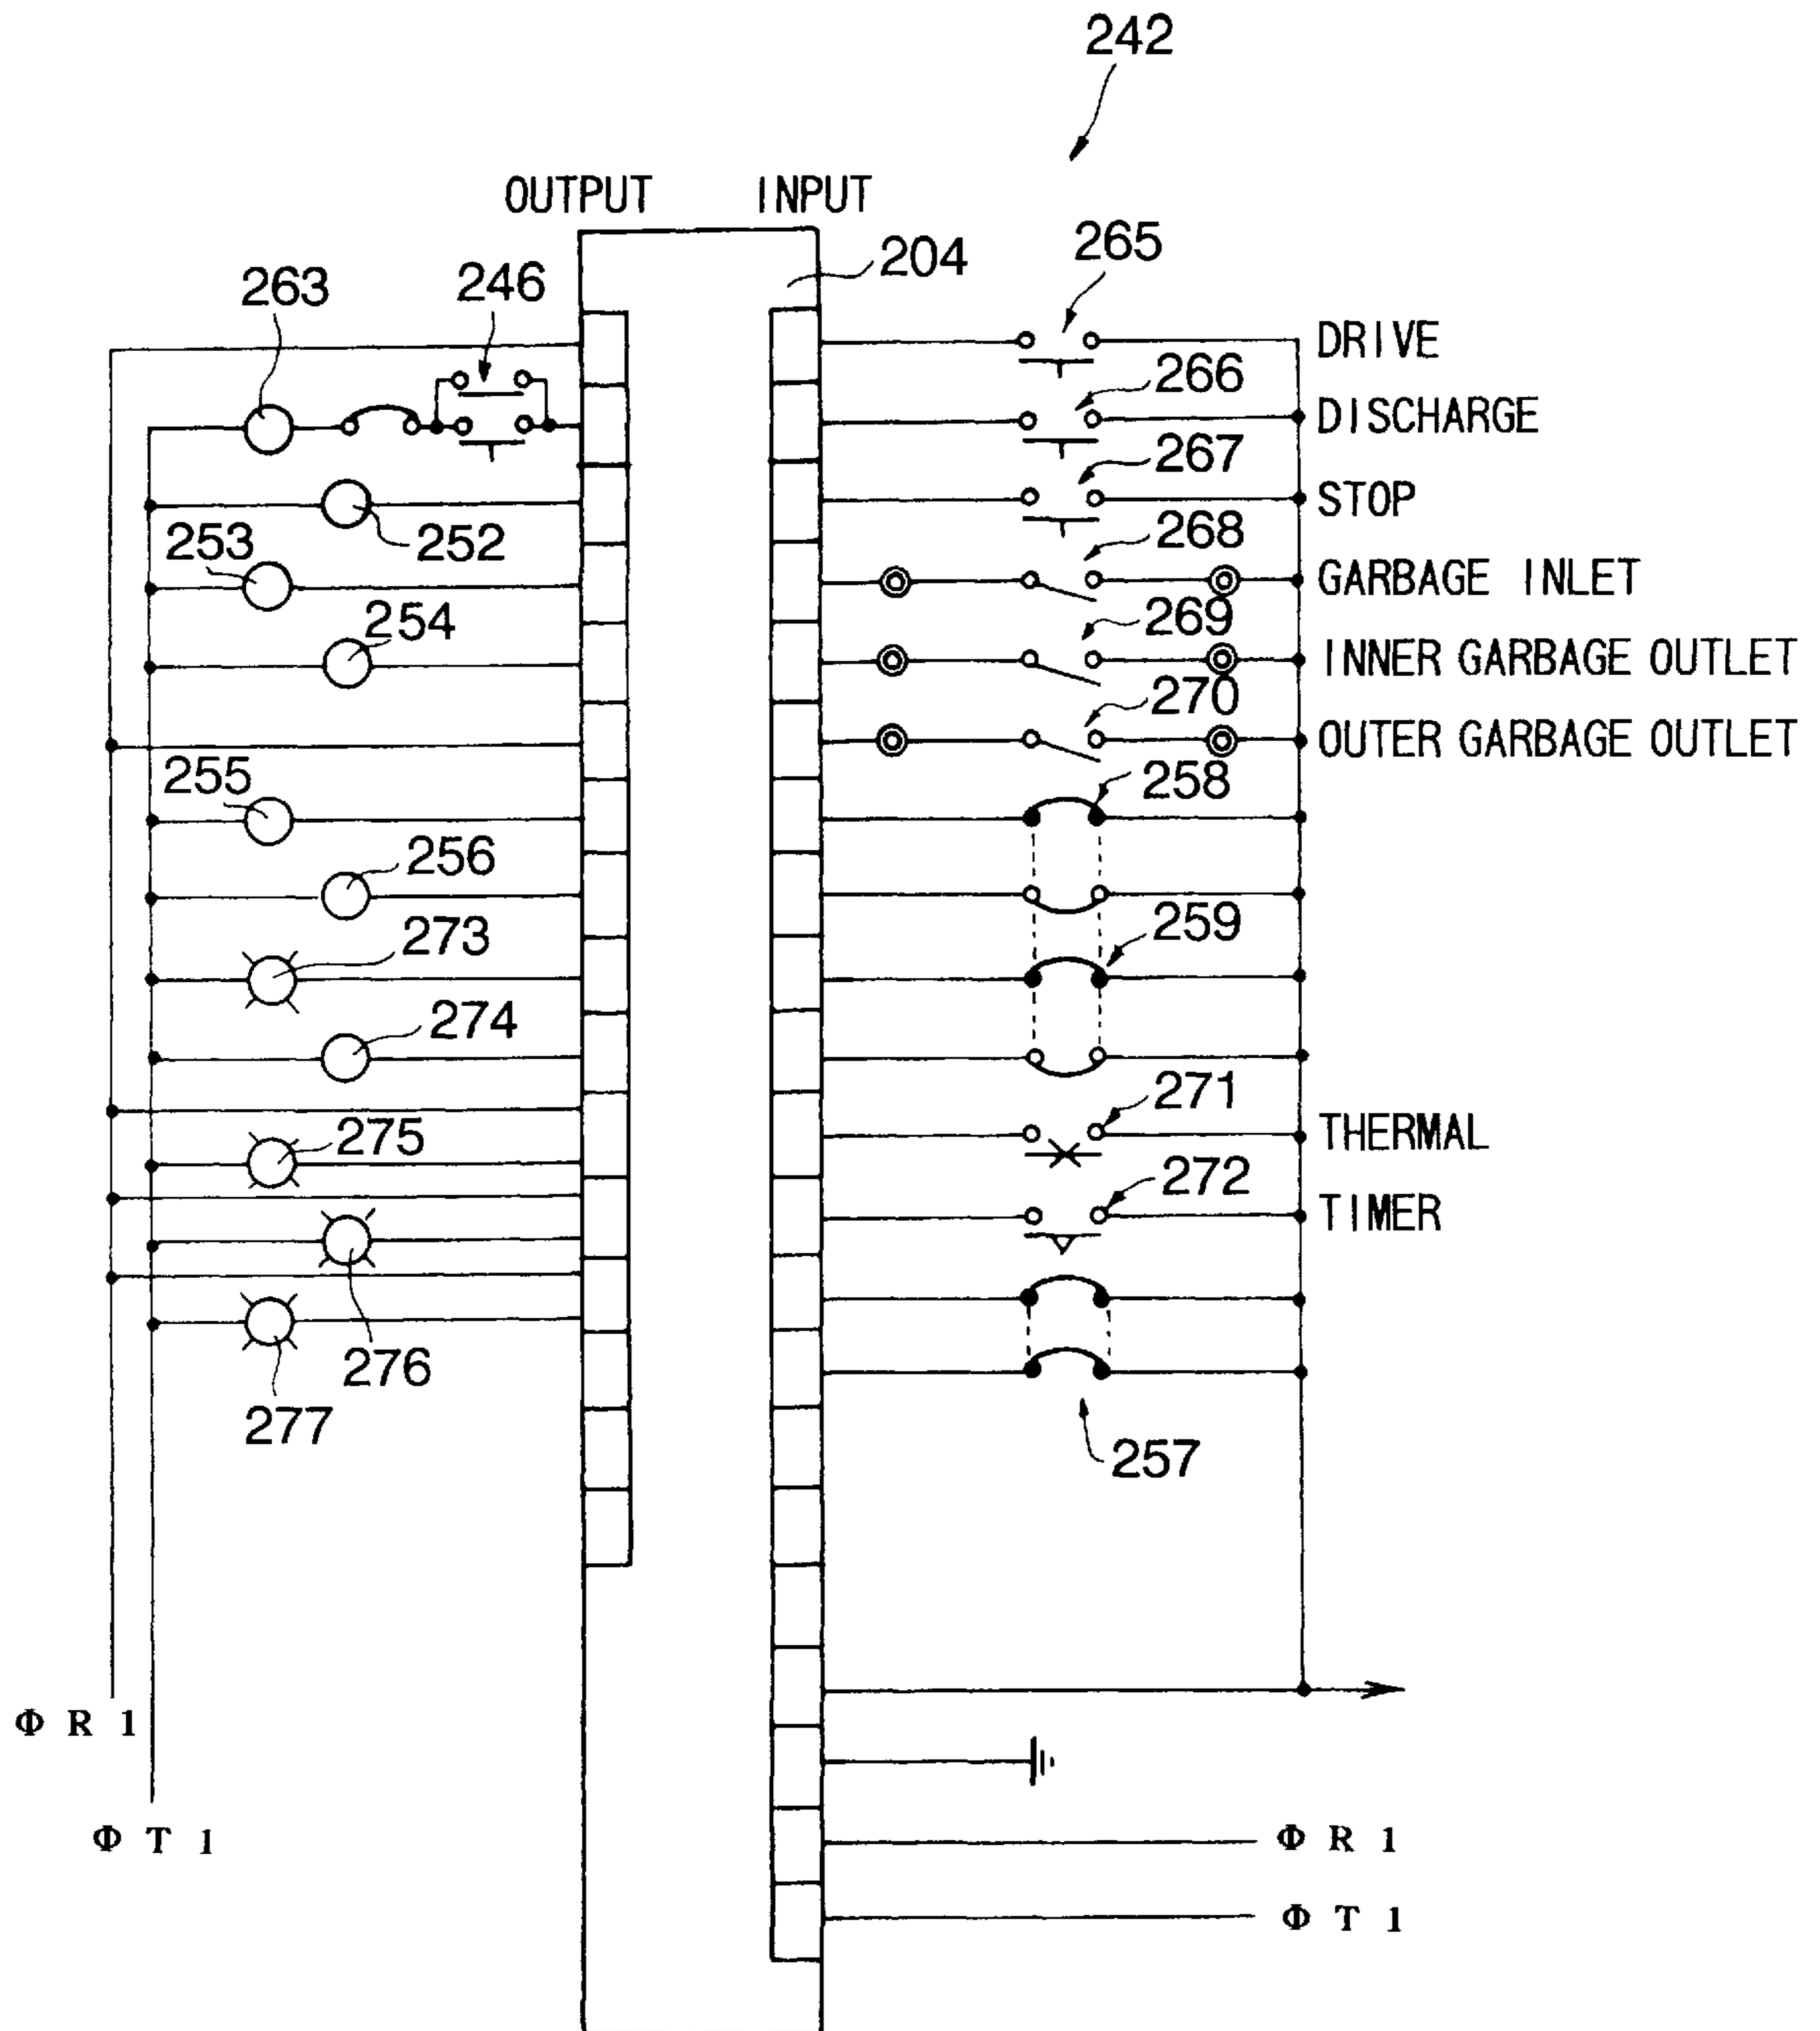 242
OUTPUT INPUT
204
265
263
246
DRIVE
266
DISCHARGE
267
STOP
253
252
268
GARBAGE INLET
254
269
INNER GARBAGE OUTLET
270
OUTER GARBAGE OUTLET
255
258
256
259
273
274
271
THERMAL
275
272
TIMER
276
277
257
Φ R 1
Φ T 1
Φ R 1
Φ T 1